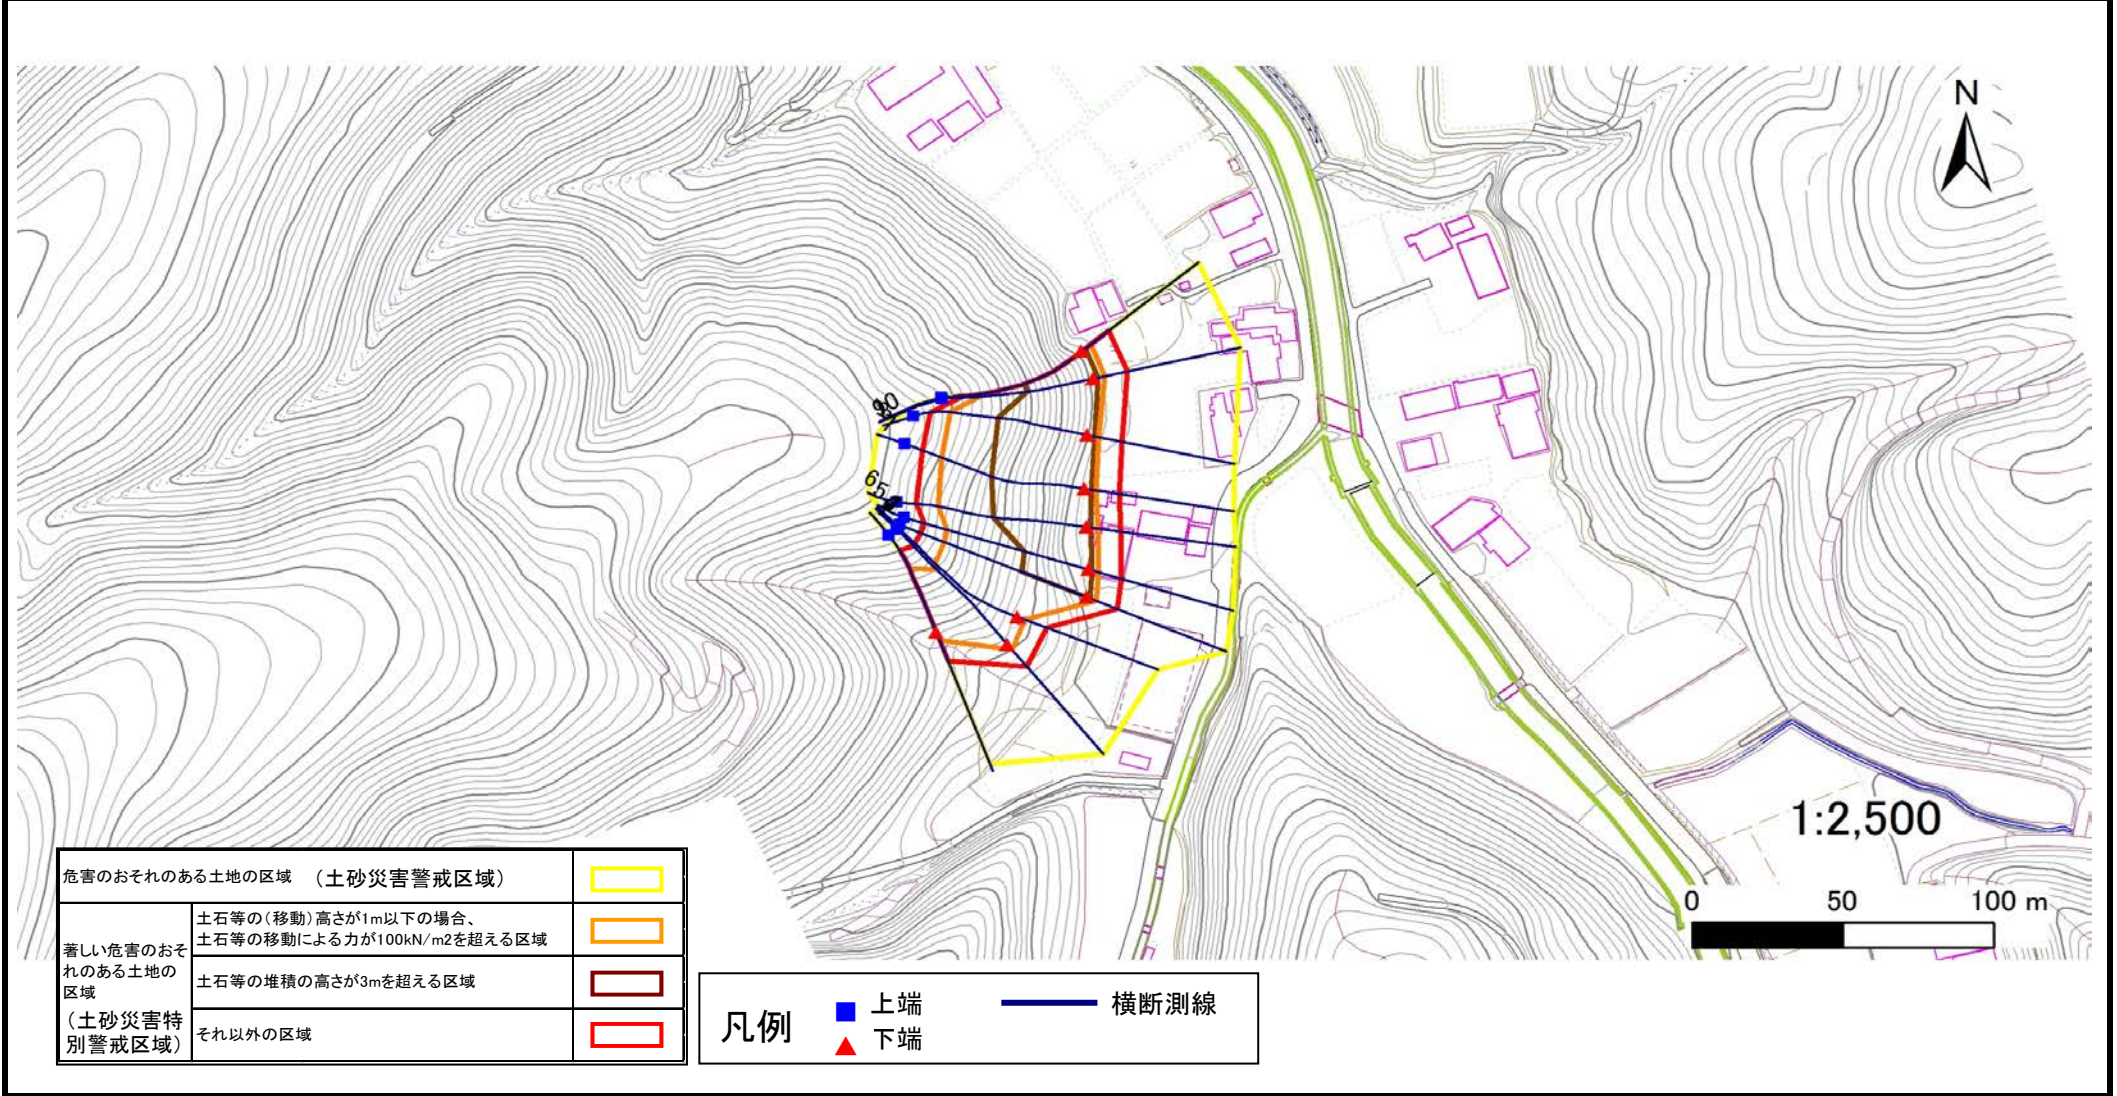 N
1:2,500
0 50 100 m
危害のおそれのある土地の区域 （土砂災害警戒区域）
著しい危害のおそ
れのある土地の
区域
（土砂災害特
別警戒区域）
土石等の（移動）高さが1m以下の場合、
土石等の移動による力が100kN/m2を超える区域
土石等の堆積の高さが3mを超える区域
それ以外の区域
凡例
上端
下端
横断測線